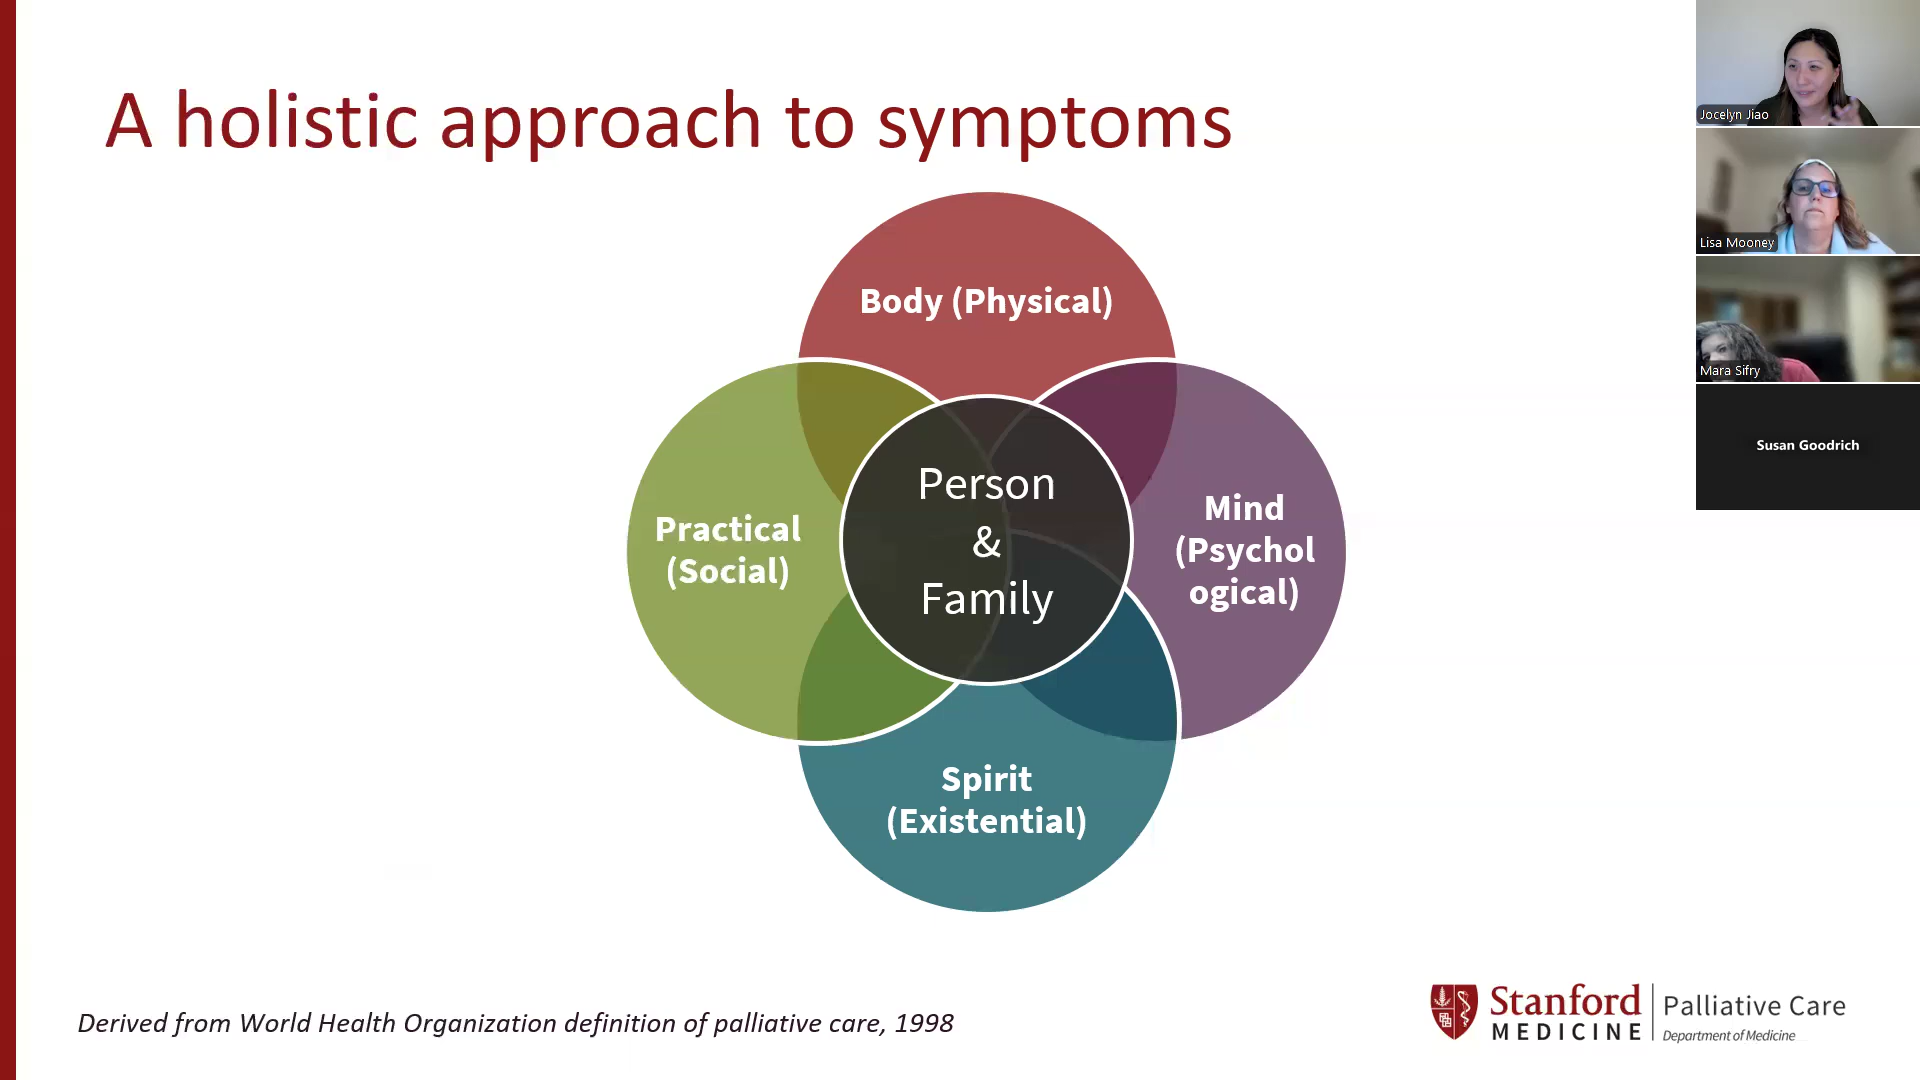 A holistic approach to symptoms
Body (Physical)
Practical
(Social)
Person
&
Family
Mind
(Psychol
ogical)
Spirit
(Existential)
Derived from World Health Organization definition of palliative care, 1998
Stanford
MEDICINE
Palliative Care
Department of Medicine
Jocelyn Jiao
Lisa Mooney
Mara Sifry
Susan Goodrich